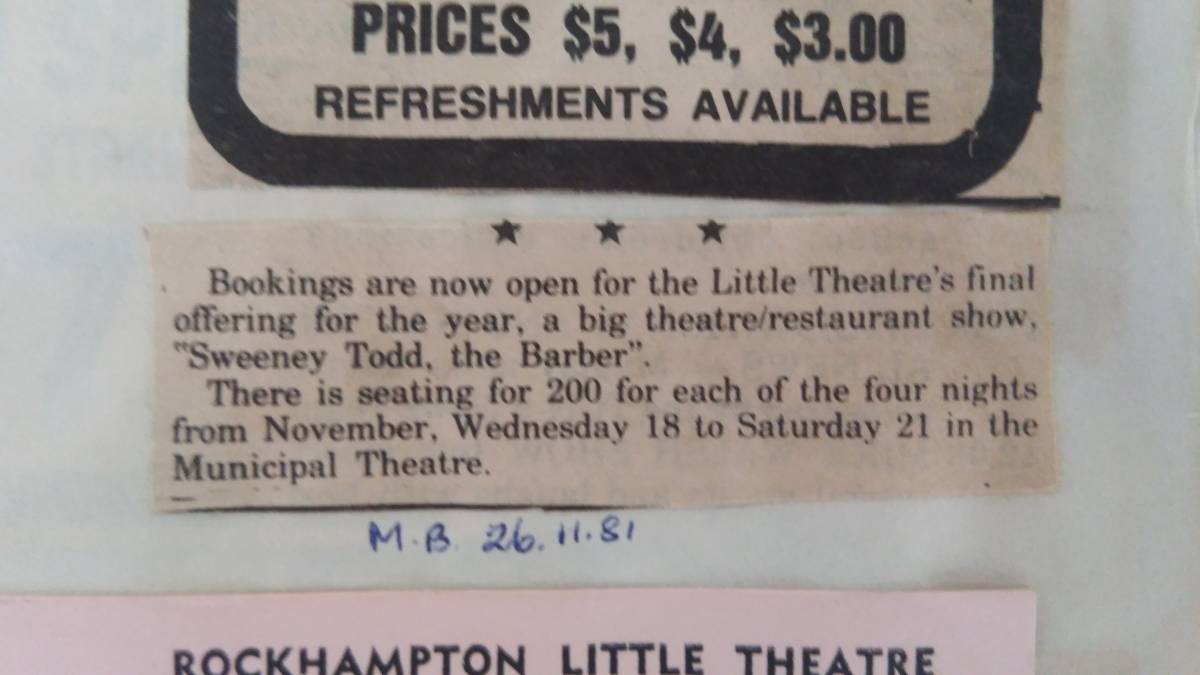 PRICES $5, $4, $3.00
REFRESHMENTS AVAILABLE
★ ★ ★
Bookings are now open for the Little Theatre's final
offering for the year, a big theatre/restaurant show,
"Sweeney Todd, the Barber".
There is seating for 200 for each of the four nights
from November, Wednesday 18 to Saturday 21 in the
Municipal Theatre.
M.B. 26.11.81
ROCKHAMPTON LITTLE THEATRE